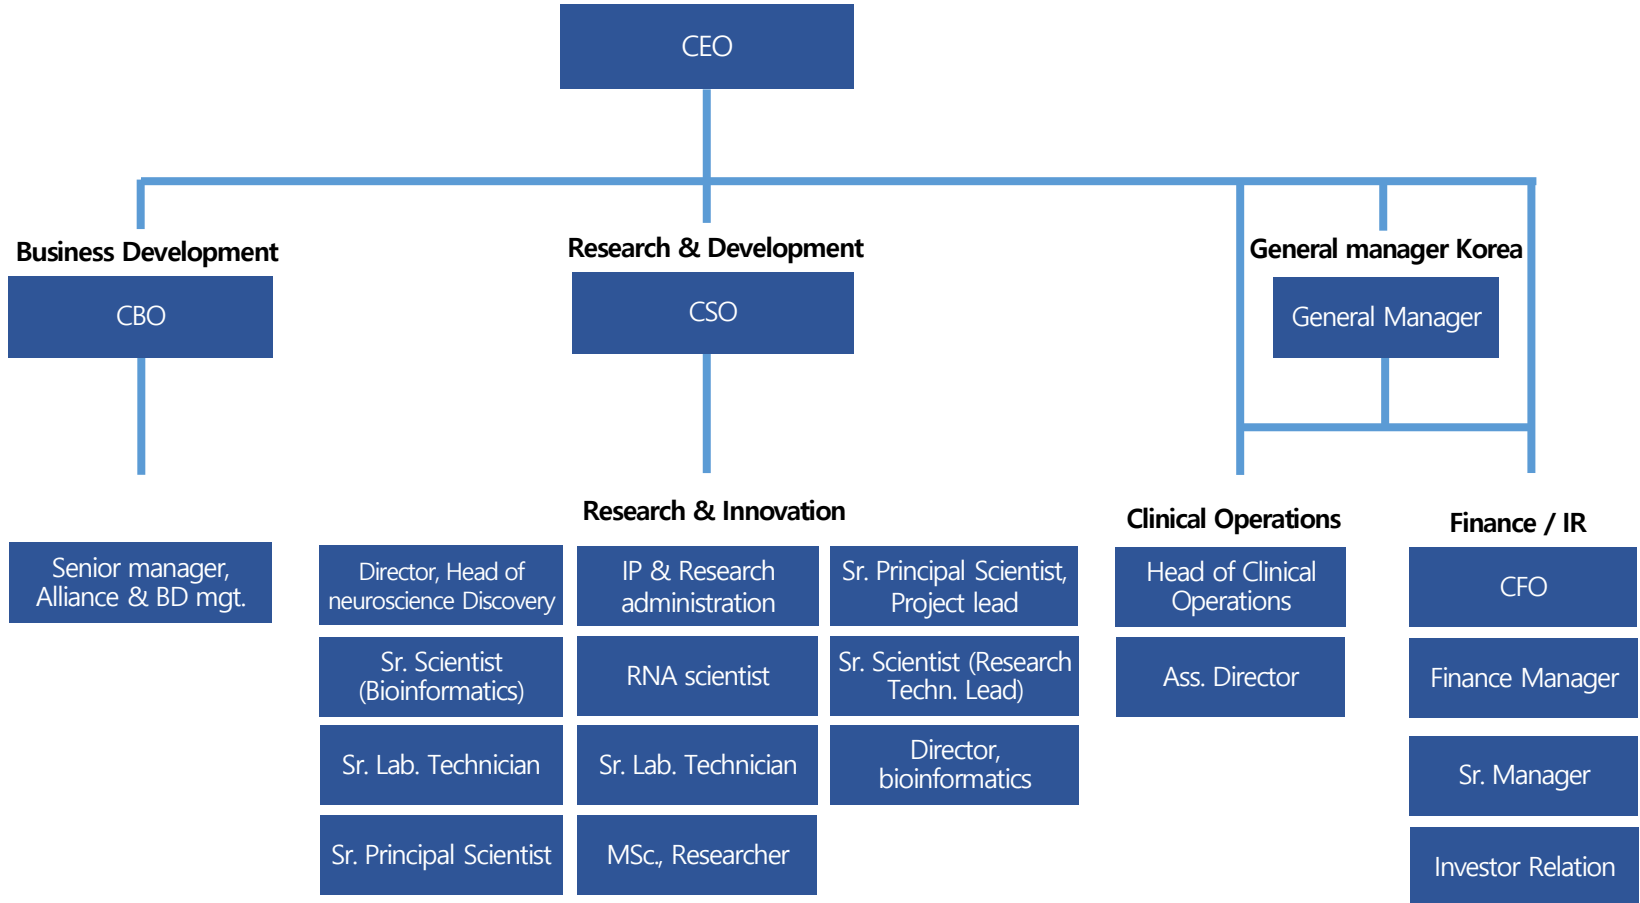 CEO
Business Development
CBO
Research & Development
CSO
General manager Korea
General Manager
Senior manager,
Alliance & BD mgt.
Research & Innovation
Director, Head of
neuroscience Discovery
IP & Research
administration
Sr. Principal Scientist,
Project lead
Sr. Scientist
(Bioinformatics)
RNA scientist
Sr. Scientist (Research
Techn. Lead)
Sr. Lab. Technician
Sr. Lab. Technician
Director,
bioinformatics
Sr. Principal Scientist
MSc., Researcher
Clinical Operations
Head of Clinical
Operations
Ass. Director
Finance / IR
CFO
Finance Manager
Sr. Manager
Investor Relation